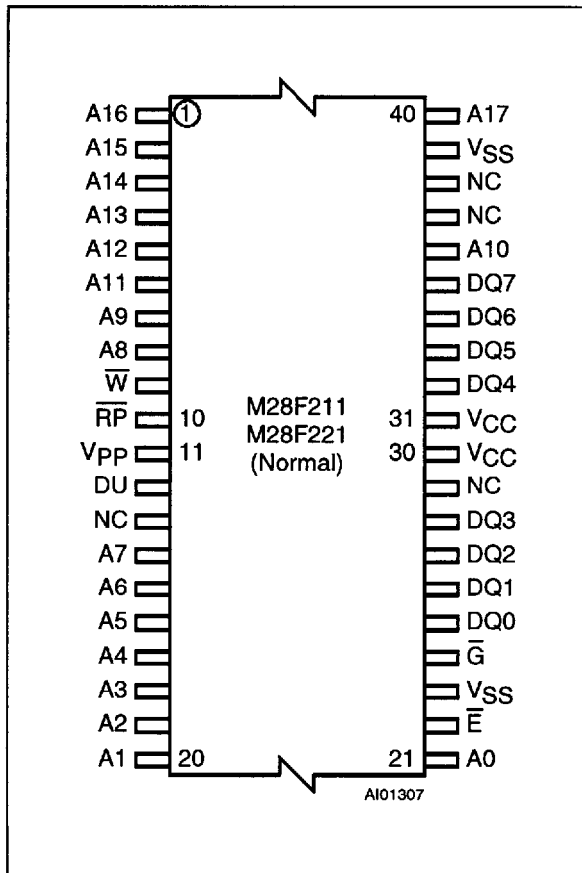 A16 1 40 A17
A15 VSS
A14 NC
A13 NC
A12 A10
A11 DQ7
A9 DQ6
A8 DQ5
W̅ DQ4
R̅P̅ 10 M28F211 31 VCC
M28F221
VPP 11 (Normal) 30 VCC
DU NC
NC DQ3
A7 DQ2
A6 DQ1
A5 DQ0
A4 G̅
A3 VSS
A2 E̅
A1 20 21 A0
AI01307